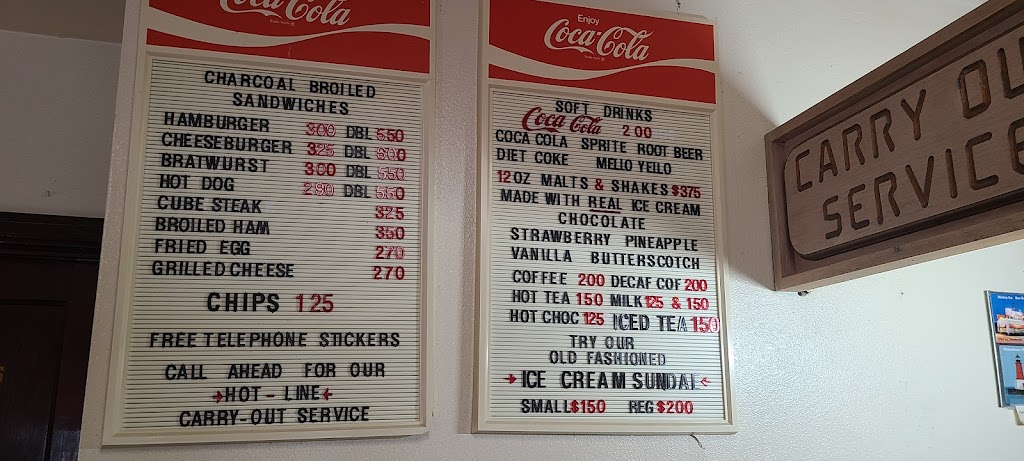 Coca-Cola
CHARCOAL BROILED
SANDWICHES
HAMBURGER 300 DBL 550
CHEESEBURGER 325 DBL 600
BRATWURST 300 DBL 550
HOT DOG 280 DBL 550
CUBE STEAK 325
BROILED HAM 350
FRIED EGG 270
GRILLED CHEESE 270
CHIPS 125
FREE TELEPHONE STICKERS
CALL AHEAD FOR OUR
HOT-LINE
CARRY-OUT SERVICE
Enjoy
Coca-Cola
SOFT DRINKS
Coca-Cola 200
COCA COLA SPRITE ROOT BEER
DIET COKE MELLO YELLO
12 OZ MALTS & SHAKES $375
MADE WITH REAL ICE CREAM
CHOCOLATE
STRAWBERRY PINEAPPLE
VANILLA BUTTERSCOTCH
COFFEE 200 DECAF COF 200
HOT TEA 150 MILK 125 & 150
HOT CHOC 125 ICED TEA 150
TRY OUR
OLD FASHIONED
ICE CREAM SUNDAE
SMALL $150 REG $200
CARRY OU
SERVICE